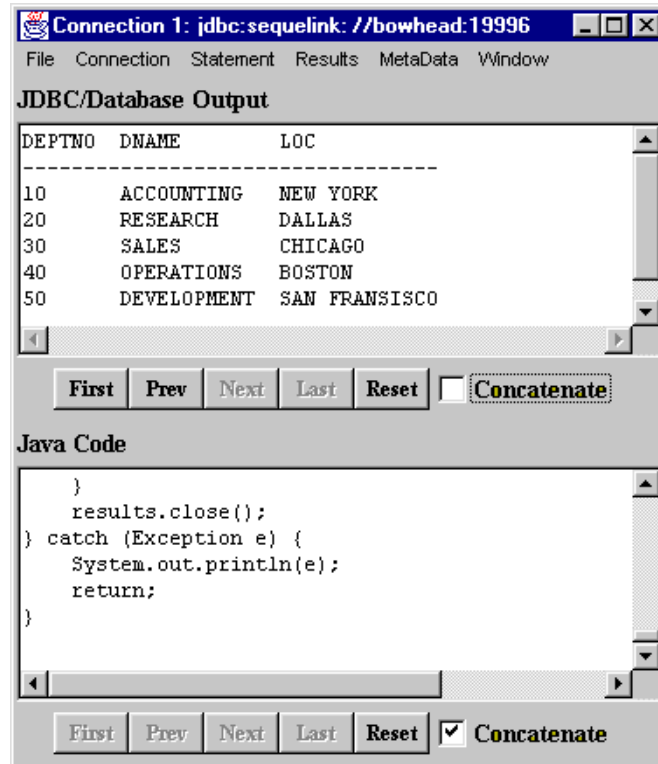 Connection 1: jdbc:sequelink: //bowhead:19996
File Connection Statement Results MetaData Window
JDBC/Database Output
DEPTNO DNAME LOC
----------------------------------
10 ACCOUNTING NEW YORK
20 RESEARCH DALLAS
30 SALES CHICAGO
40 OPERATIONS BOSTON
50 DEVELOPMENT SAN FRANSISCO
First Prev Next Last Reset Concatenate
Java Code
}
results.close();
} catch (Exception e) {
System.out.println(e);
return;
}
First Prev Next Last Reset Concatenate